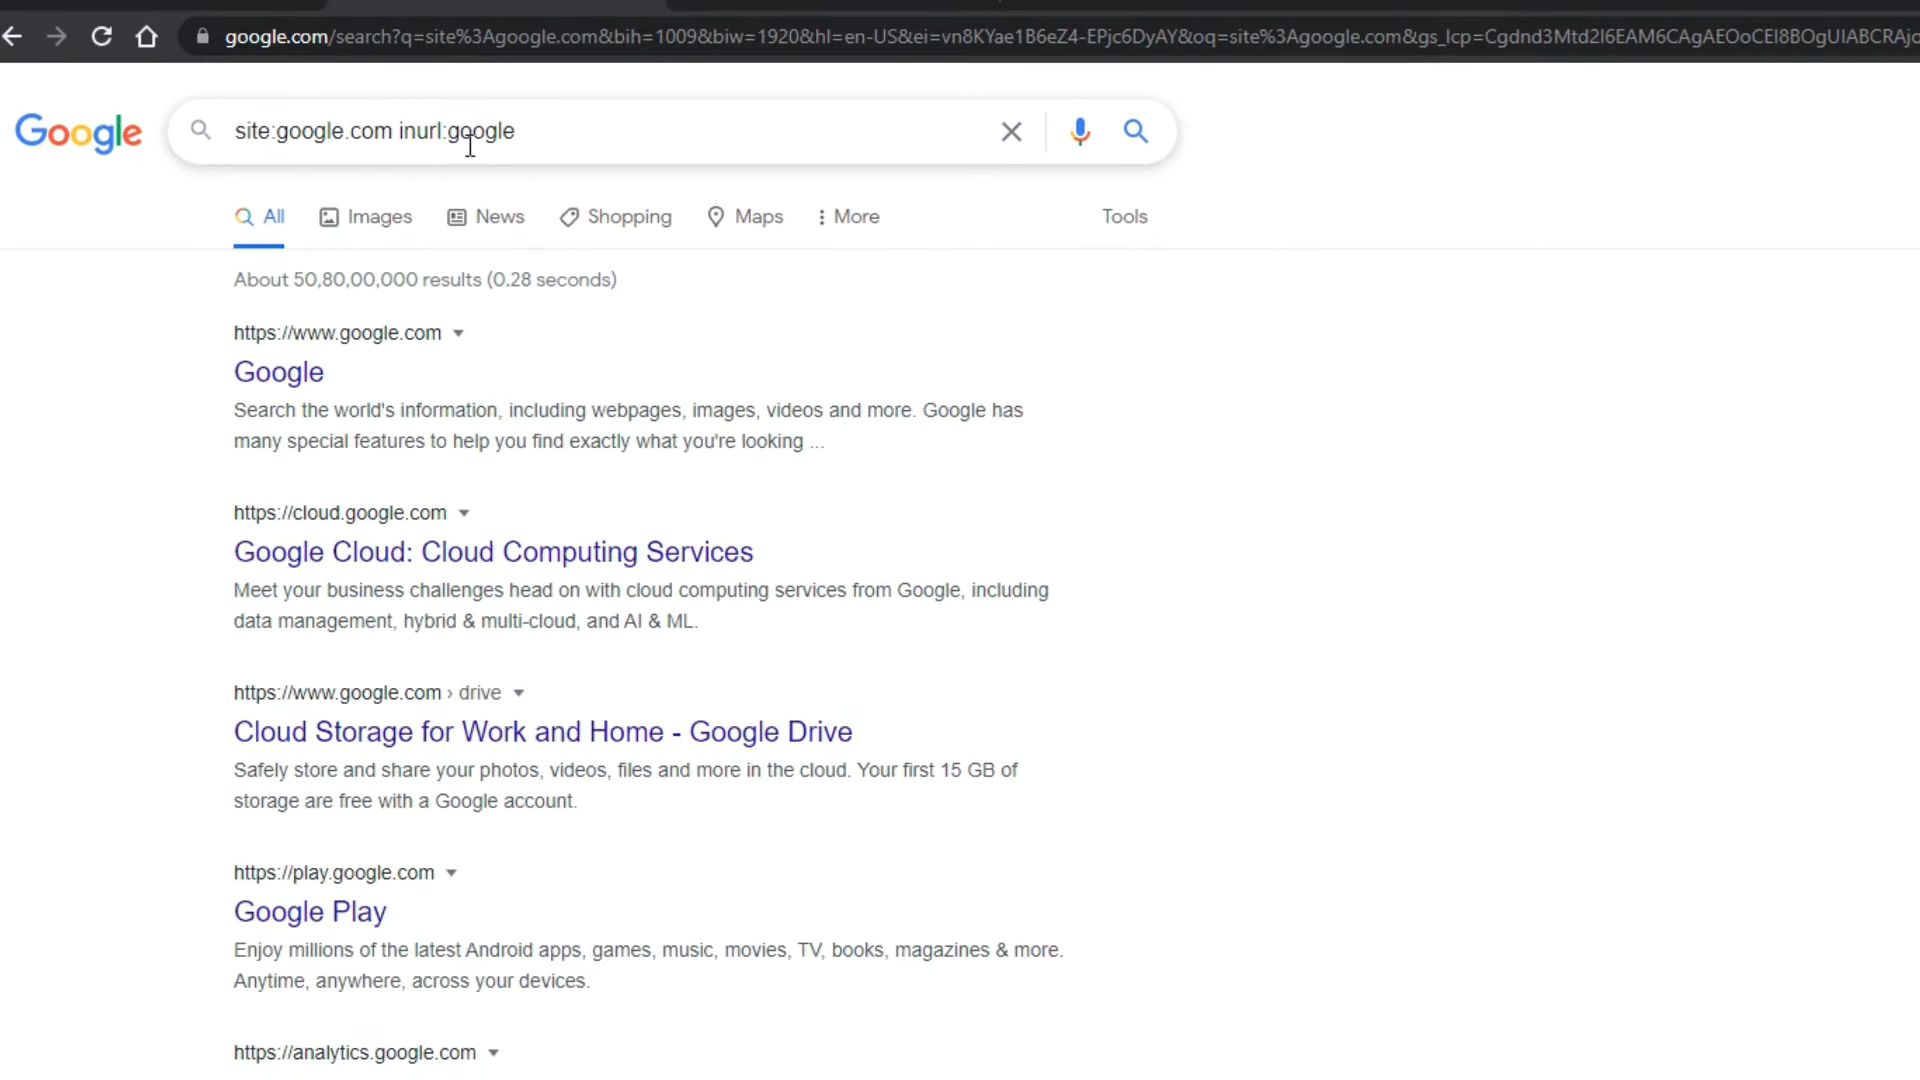 google.com/search?q=site%3Agoogle.com&bih=1009&biw=1920&hl=en-US&ei=vn8KYae1B6eZ4-EPjc6DyAY&oq=site%3Agoogle.com&gs_lcp=Cgdnd3Mtd2l6EAM6CAgAEOoCEI8BOgUIABCRAjo
Google
site:google.com inurl:google
All
Images
News
Shopping
Maps
More
Tools
About 50,80,00,000 results (0.28 seconds)
https://www.google.com
Google
Search the world's information, including webpages, images, videos and more. Google has
many special features to help you find exactly what you're looking ...
https://cloud.google.com
Google Cloud: Cloud Computing Services
Meet your business challenges head on with cloud computing services from Google, including
data management, hybrid & multi-cloud, and AI & ML.
https://www.google.com › drive
Cloud Storage for Work and Home - Google Drive
Safely store and share your photos, videos, files and more in the cloud. Your first 15 GB of
storage are free with a Google account.
https://play.google.com
Google Play
Enjoy millions of the latest Android apps, games, music, movies, TV, books, magazines & more.
Anytime, anywhere, across your devices.
https://analytics.google.com